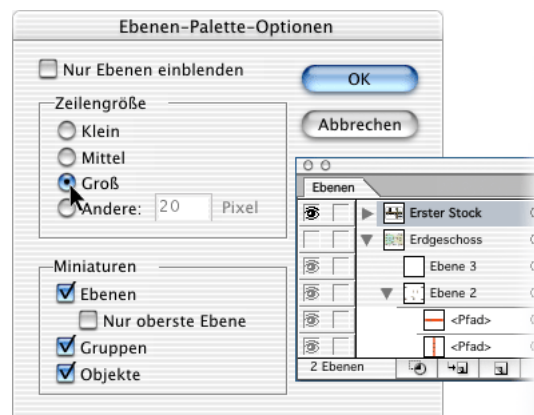 Ebenen-Palette-Optionen
Nur Ebenen einblenden
OK
Abbrechen
Zeilengröße
Klein
Mittel
Groß
Andere: 20 Pixel
Miniaturen
Ebenen
Nur oberste Ebene
Gruppen
Objekte
Ebenen
Erster Stock
Erdgeschoss
Ebene 3
Ebene 2
<Pfad>
<Pfad>
2 Ebenen